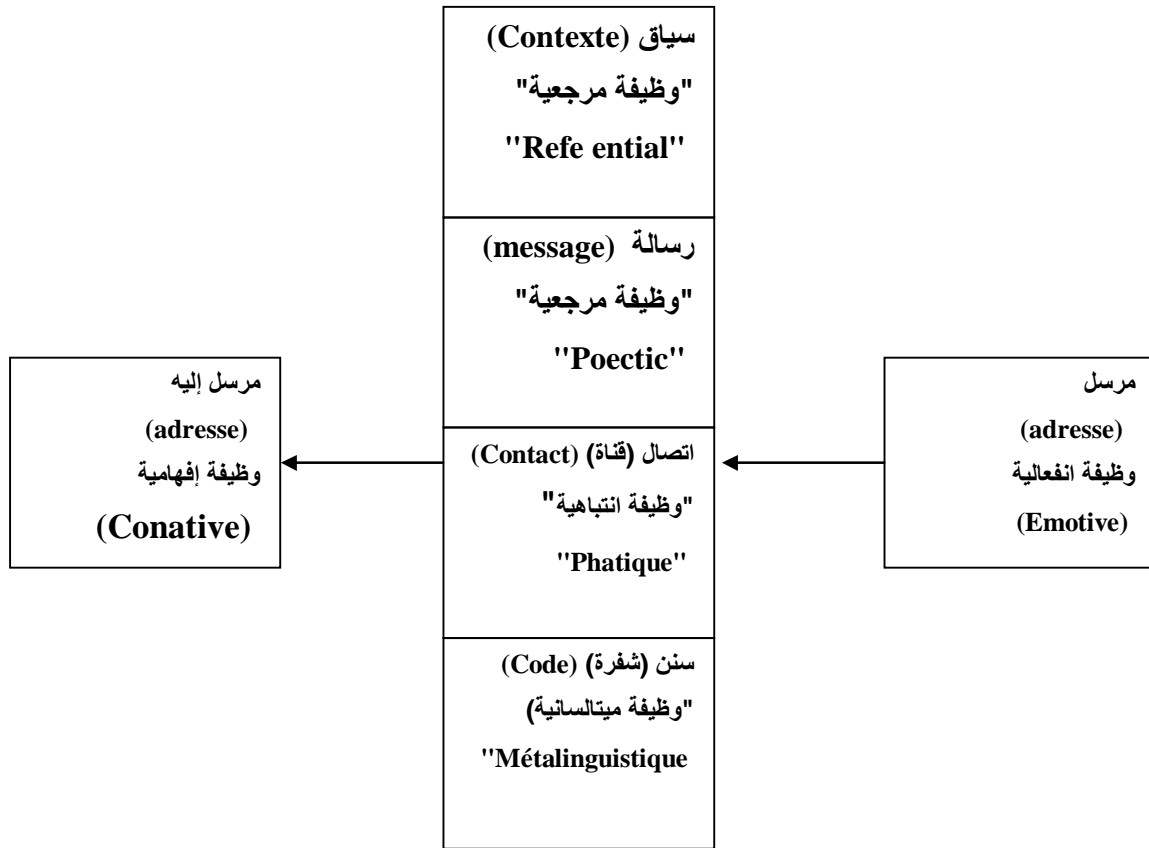 سياق (Contexte)
"وظيفة مرجعية"
"Refe ential"
رسالة (message)
"وظيفة مرجعية"
"Poectic"
مرسل
(adresse)
وظيفة انفعالية
(Emotive)
اتصال (قناة) (Contact)
"وظيفة انتباهية"
"Phatique"
مرسل إليه
(adresse)
وظيفة إفهامية
(Conative)
سنن (شفرة) (Code)
"وظيفة ميتالسانية)
"Métalinguistique